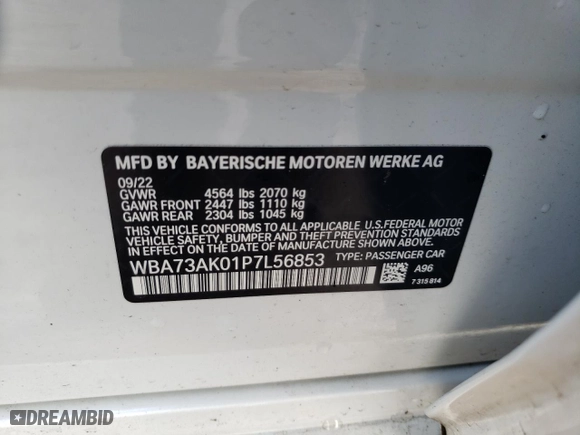 MFD BY BAYERISCHE MOTOREN WERKE AG
09/22
GVWR 4564 lbs 2070 kg
GAWR FRONT 2447 lbs 1110 kg
GAWR REAR 2304 lbs 1045 kg
THIS VEHICLE CONFORMS TO ALL APPLICABLE U.S.FEDERAL MOTOR
VEHICLE SAFETY, BUMPER, AND THEFT PREVENTION STANDARDS IN
EFFECT ON THE DATE OF MANUFACTURE SHOWN ABOVE.
WBA73AK01P7L56853 TYPE: PASSENGER CAR
A96
7 315 814
DREAMBID